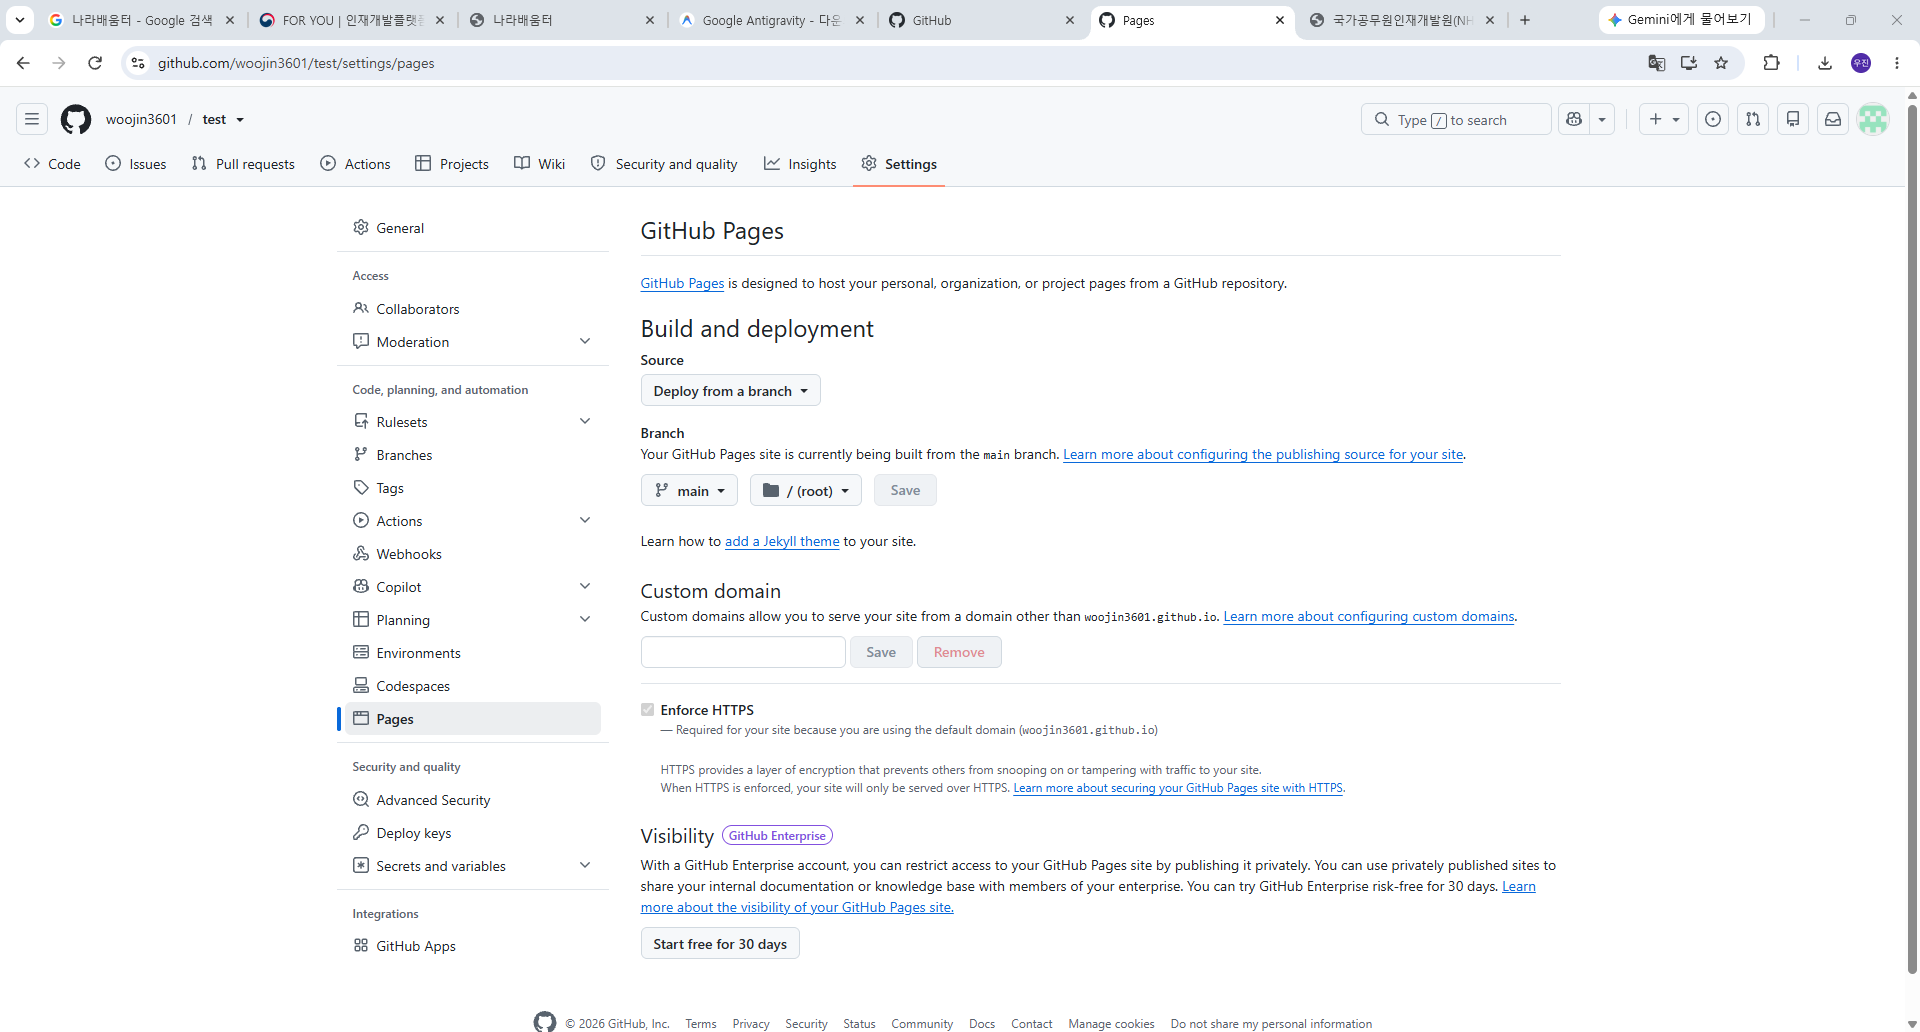 나라배움터 - Google 검색
FOR YOU | 인재개발플랫폼
나라배움터
Google Antigravity - 다운
GitHub
Pages
국가공무원인재개발원(NH
Gemini에게 물어보기
github.com/woojin3601/test/settings/pages
우진
woojin3601 / test
Type / to search
Code
Issues
Pull requests
Actions
Projects
Wiki
Security and quality
Insights
Settings
General
Access
Collaborators
Moderation
Code, planning, and automation
Rulesets
Branches
Tags
Actions
Webhooks
Copilot
Planning
Environments
Codespaces
Pages
Security and quality
Advanced Security
Deploy keys
Secrets and variables
Integrations
GitHub Apps
GitHub Pages
GitHub Pages is designed to host your personal, organization, or project pages from a GitHub repository.
Build and deployment
Source
Deploy from a branch
Branch
Your GitHub Pages site is currently being built from the main branch. Learn more about configuring the publishing source for your site.
main
/ (root)
Save
Learn how to add a Jekyll theme to your site.
Custom domain
Custom domains allow you to serve your site from a domain other than woojin3601.github.io. Learn more about configuring custom domains.
Save
Remove
Enforce HTTPS
— Required for your site because you are using the default domain (woojin3601.github.io)
HTTPS provides a layer of encryption that prevents others from snooping on or tampering with traffic to your site.
When HTTPS is enforced, your site will only be served over HTTPS. Learn more about securing your GitHub Pages site with HTTPS.
Visibility
GitHub Enterprise
With a GitHub Enterprise account, you can restrict access to your GitHub Pages site by publishing it privately. You can use privately published sites to
share your internal documentation or knowledge base with members of your enterprise. You can try GitHub Enterprise risk-free for 30 days. Learn
more about the visibility of your GitHub Pages site.
Start free for 30 days
© 2026 GitHub, Inc.
Terms
Privacy
Security
Status
Community
Docs
Contact
Manage cookies
Do not share my personal information